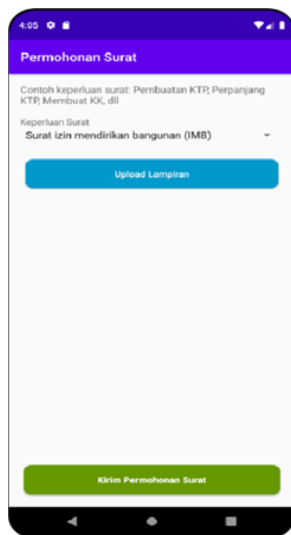 4:05
Permohonan Surat
Contoh keperluan surat: Pembuatan KTP, Perpanjang
KTP, Membuat KK, dll
Keperluan Surat
Surat izin mendirikan bangunan (IMB)
Upload Lampiran
Kirim Permohonan Surat